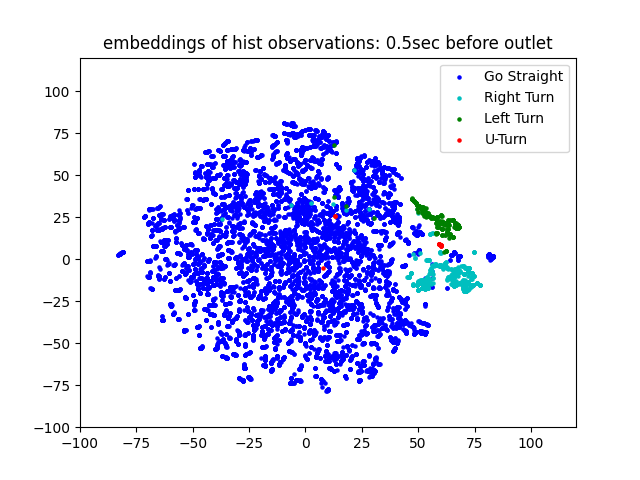 embeddings of hist observations: 0.5sec before outlet
Go Straight
Right Turn
Left Turn
U-Turn
100
75
50
25
0
−25
−50
−75
−100
−100 −75 −50 −25 0 25 50 75 100